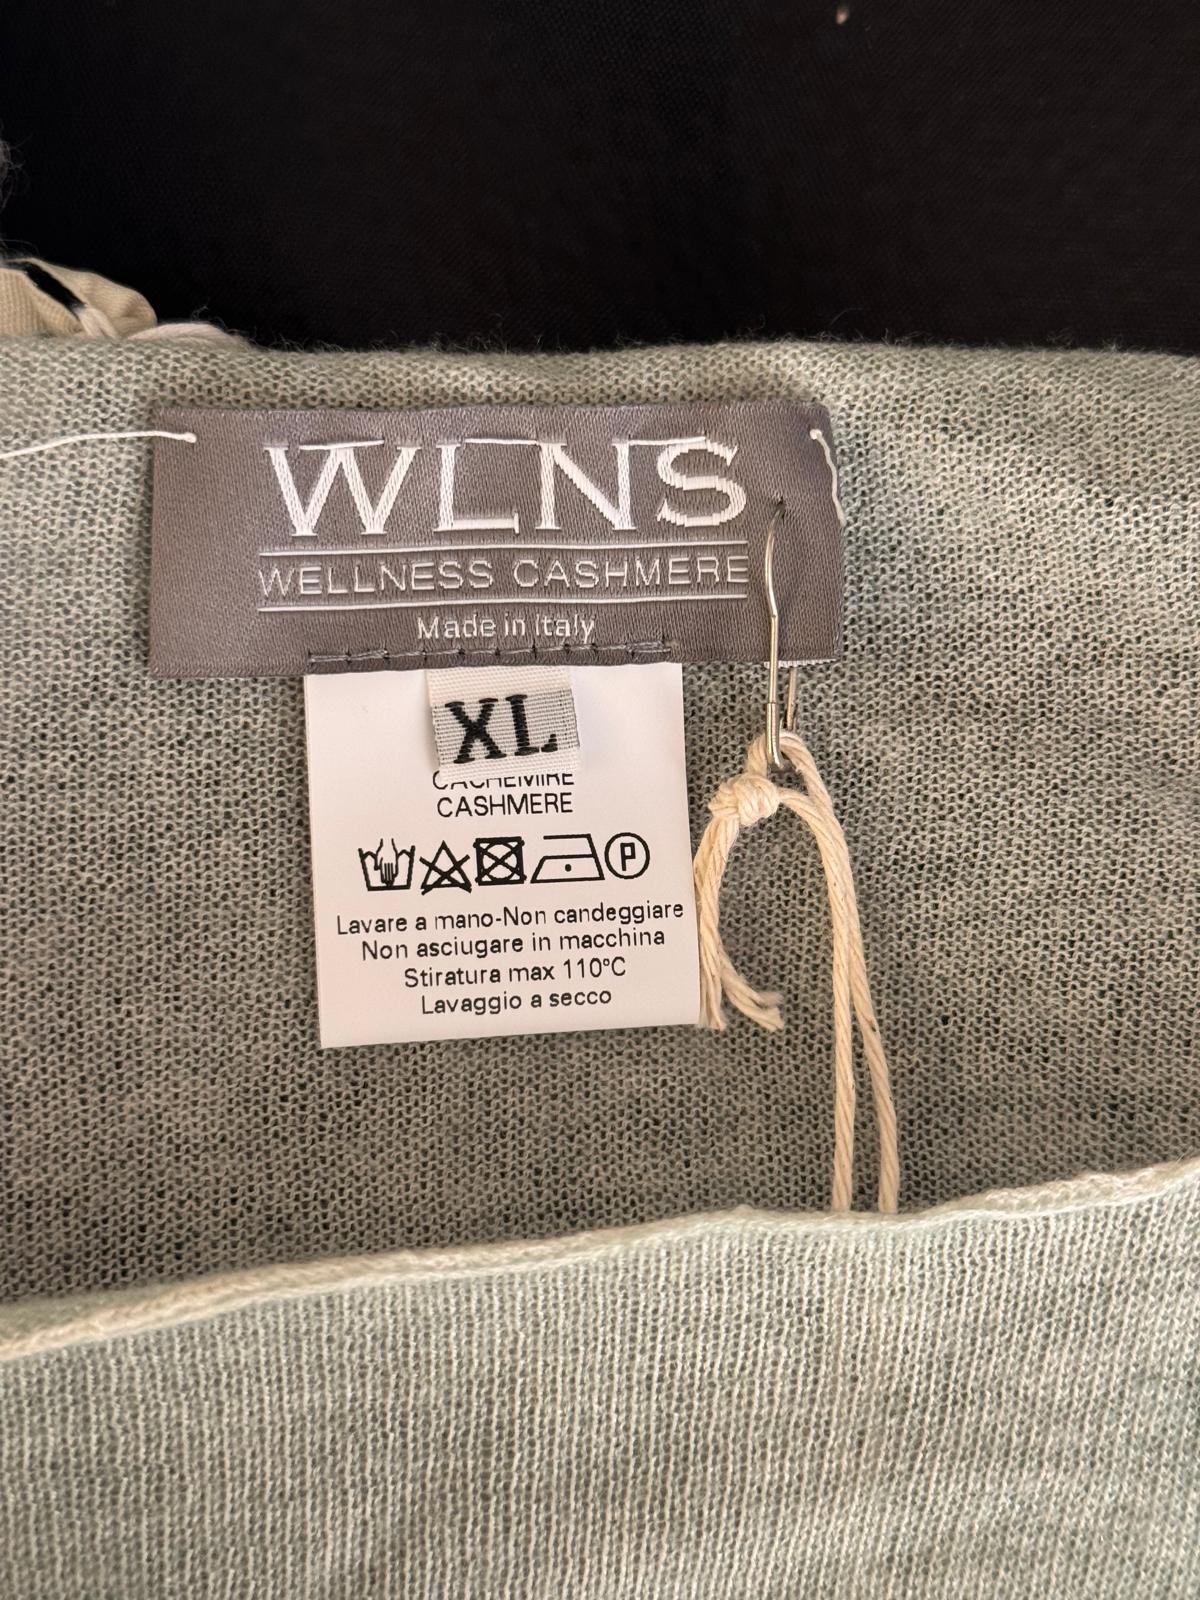 WLNS
WELLNESS CASHMERE
Made in Italy
XL
CACHEMIRE
CASHMERE
P
Lavare a mano-Non candeggiare
Non asciugare in macchina
Stiratura max 110°C
Lavaggio a secco